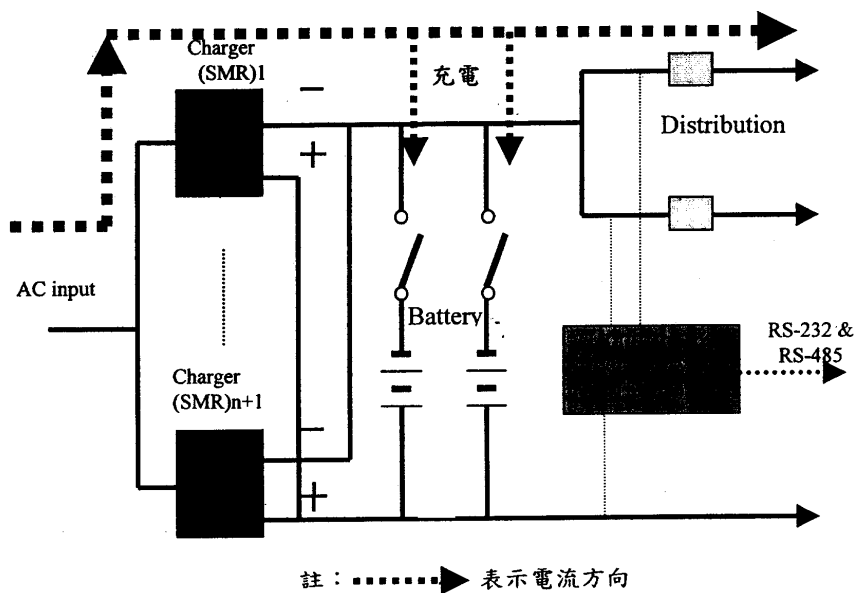 Charger
(SMR)1
−
充電
+
Distribution
AC input
Battery
RS-232 &
RS-485
Charger
(SMR)n+1
−
+
註：
表示電流方向